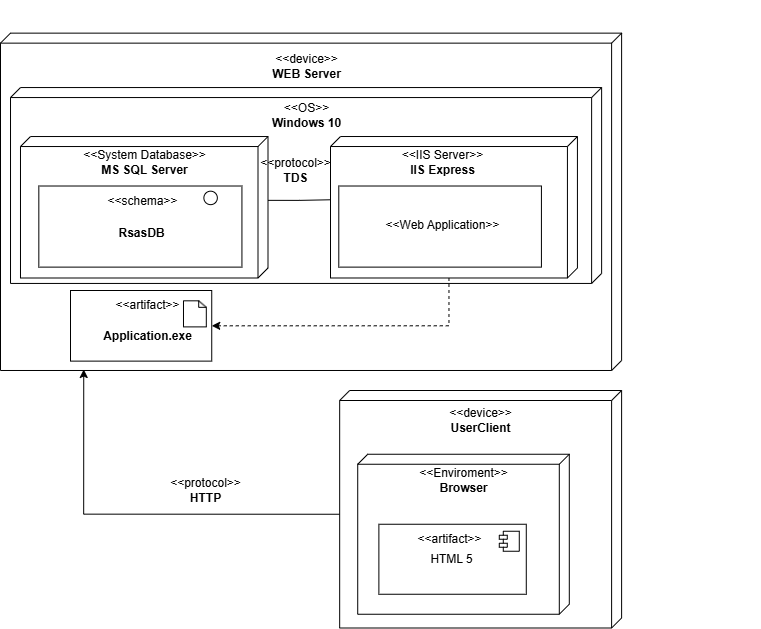 <<device>>
WEB Server
<<OS>>
Windows 10
<<System Database>>
MS SQL Server
<<schema>>
RsasDB
<<protocol>>
TDS
<<IIS Server>>
IIS Express
<<Web Application>>
<<artifact>>
Application.exe
<<protocol>>
HTTP
<<device>>
UserClient
<<Enviroment>>
Browser
<<artifact>>
HTML 5